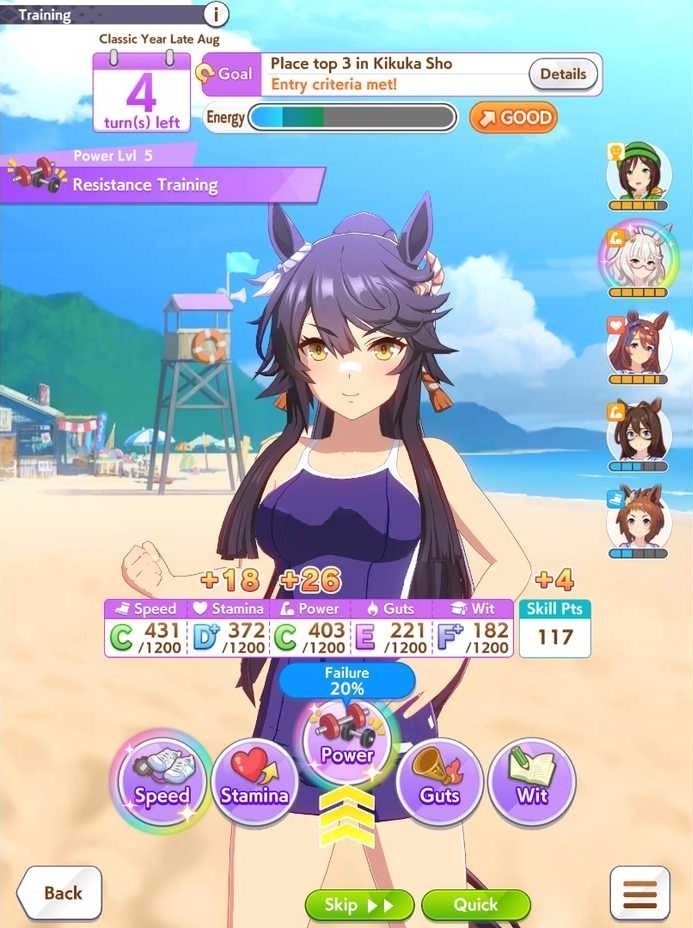 Training
i
Classic Year Late Aug
4
turn(s) left
Goal
Place top 3 in Kikuka Sho
Entry criteria met!
Details
Energy
GOOD
Power Lvl 5
Resistance Training
+18 +26 +4
Speed Stamina Power Guts Wit Skill Pts
C 431 /1200 D+ 372 /1200 C 403 /1200 E 221 /1200 F+ 182 /1200 117
Failure
20%
Power
Speed Stamina Guts Wit
Back
Skip
Quick